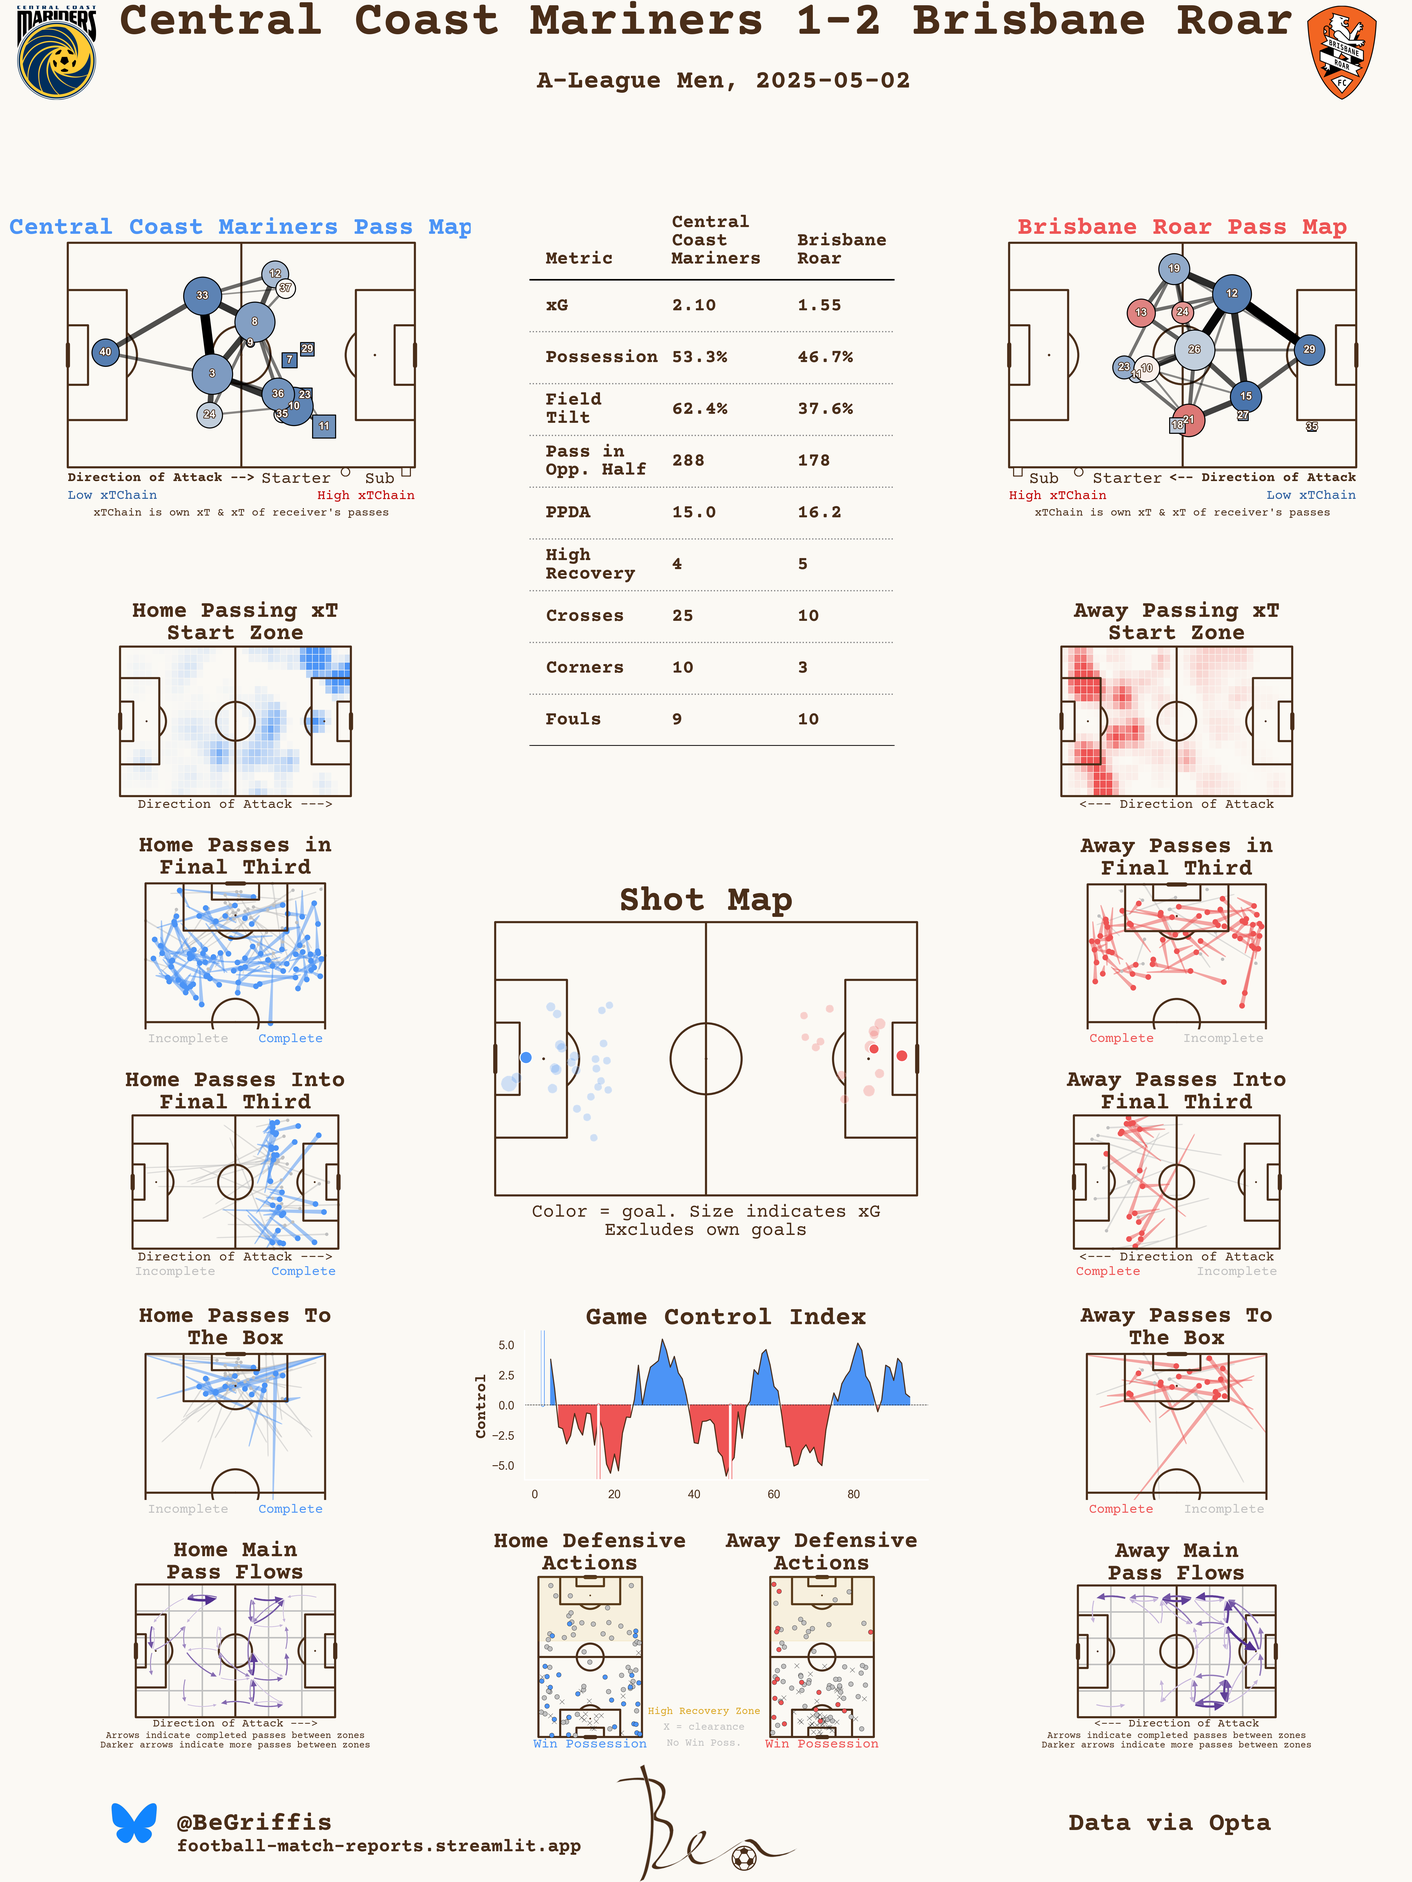 CENTRAL COAST
MARINERS
Central Coast Mariners 1-2 Brisbane Roar
BRISBANE
ROAR
FC
A-League Men, 2025-05-02
Central Coast Mariners Pass Map
12
37
33
8
9
29
7
40
3
36
23
10
35
24
11
Direction of Attack --> Starter Sub
Low xTChain High xTChain
xTChain is own xT & xT of receiver's passes
Metric Central Coast Mariners Brisbane Roar
xG 2.10 1.55
Possession 53.3% 46.7%
Field Tilt 62.4% 37.6%
Pass in Opp. Half 288 178
PPDA 15.0 16.2
High Recovery 4 5
Crosses 25 10
Corners 10 3
Fouls 9 10
Brisbane Roar Pass Map
19
12
13
24
26
29
23
10
15
21
18
27
35
Sub Starter <-- Direction of Attack
High xTChain Low xTChain
xTChain is own xT & xT of receiver's passes
Home Passing xT
Start Zone
Direction of Attack --->
Away Passing xT
Start Zone
<--- Direction of Attack
Home Passes in
Final Third
Incomplete Complete
Away Passes in
Final Third
Complete Incomplete
Shot Map
Color = goal. Size indicates xG
Excludes own goals
Home Passes Into
Final Third
Direction of Attack --->
Incomplete Complete
Away Passes Into
Final Third
<--- Direction of Attack
Complete Incomplete
Home Passes To
The Box
Incomplete Complete
Game Control Index
Control
5.0
2.5
0.0
−2.5
−5.0
0 20 40 60 80
Away Passes To
The Box
Complete Incomplete
Home Main
Pass Flows
Direction of Attack --->
Arrows indicate completed passes between zones
Darker arrows indicate more passes between zones
Home Defensive
Actions
Win Possession
Away Defensive
Actions
Win Possession
High Recovery Zone
X = clearance
No Win Poss.
Away Main
Pass Flows
<--- Direction of Attack
Arrows indicate completed passes between zones
Darker arrows indicate more passes between zones
@BeGriffis
football-match-reports.streamlit.app
Ben
Data via Opta